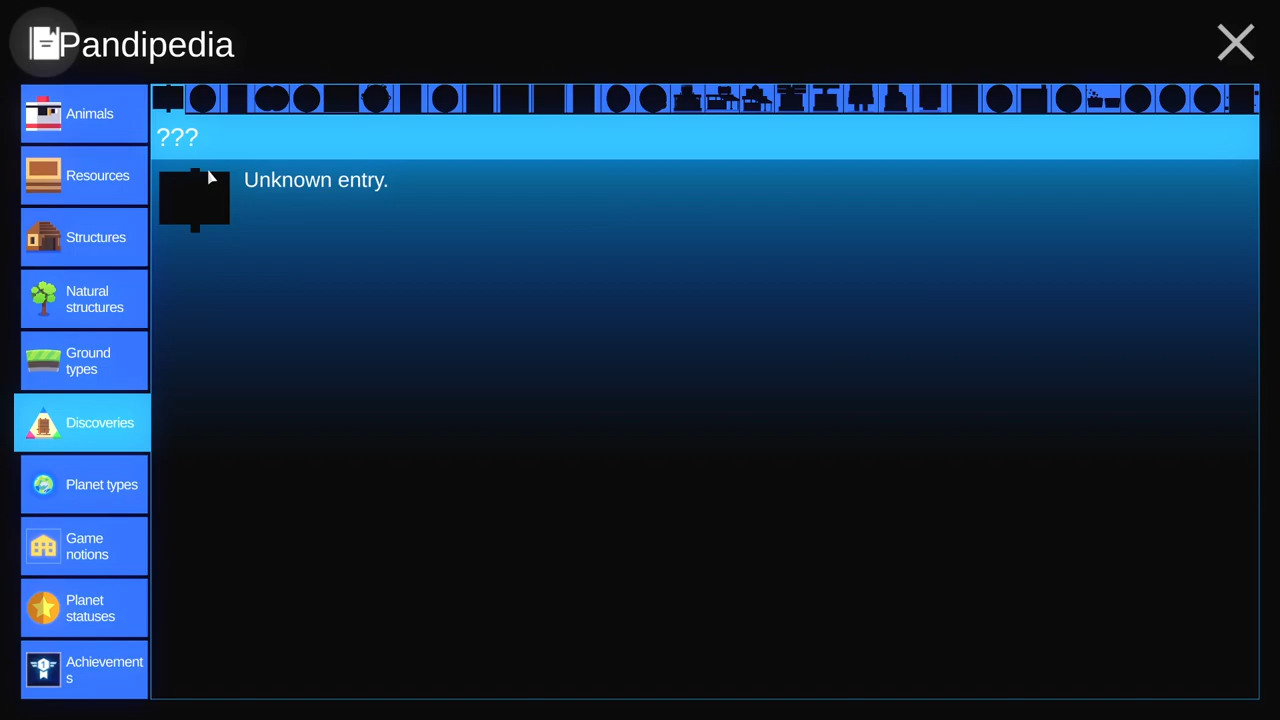 Pandipedia
Animals
Resources
Structures
Natural
structures
Ground
types
Discoveries
Planet types
Game
notions
Planet
statuses
Achievement
s
???
Unknown entry.